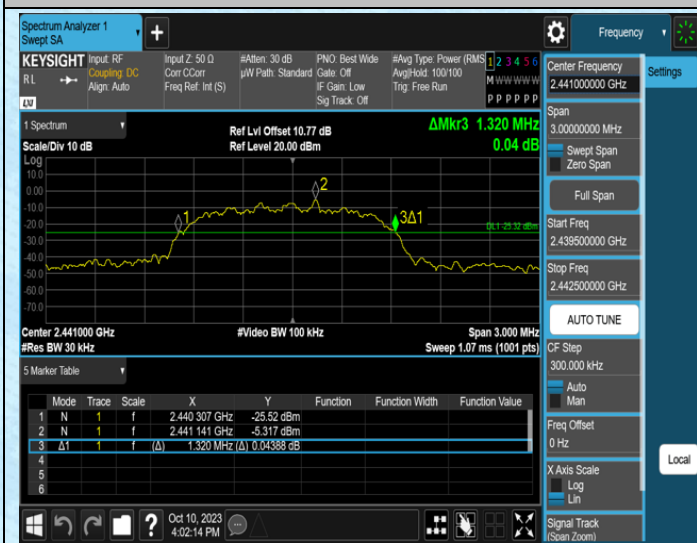 Spectrum Analyzer 1
Swept SA
+
Frequency
KEYSIGHT
RL
LXI
Input: RF
Coupling: DC
Align: Auto
Input Z: 50 Ω
Corr CCorr
Freq Ref: Int (S)
#Atten: 30 dB
µW Path: Standard
PNO: Best Wide
Gate: Off
IF Gain: Low
Sig Track: Off
#Avg Type: Power (RMS
Avg|Hold: 100/100
Trig: Free Run
1 2 3 4 5 6
M W W W W W
P P P P P P
1 Spectrum
Scale/Div 10 dB
Ref Lvl Offset 10.77 dB
Ref Level 20.00 dBm
ΔMkr3 1.320 MHz
0.04 dB
Log
10.0
0.00
-10.0
-20.0
-30.0
-40.0
-50.0
-60.0
-70.0
1
2
3Δ1
DL1 -25.32 dBm
Center 2.441000 GHz
#Res BW 30 kHz
#Video BW 100 kHz
Span 3.000 MHz
Sweep 1.07 ms (1001 pts)
5 Marker Table
Mode Trace Scale X Y Function Function Width Function Value
1 N 1 f 2.440 307 GHz -25.52 dBm
2 N 1 f 2.441 141 GHz -5.317 dBm
3 Δ1 1 f (Δ) 1.320 MHz (Δ) 0.04388 dB
4
5
6
?
Oct 10, 2023
4:02:14 PM
Center Frequency
2.441000000 GHz
Settings
Span
3.00000000 MHz
Swept Span
Zero Span
Full Span
Start Freq
2.439500000 GHz
Stop Freq
2.442500000 GHz
AUTO TUNE
CF Step
300.000 kHz
Auto
Man
Freq Offset
0 Hz
X Axis Scale
Log
Lin
Local
Signal Track
(Span Zoom)